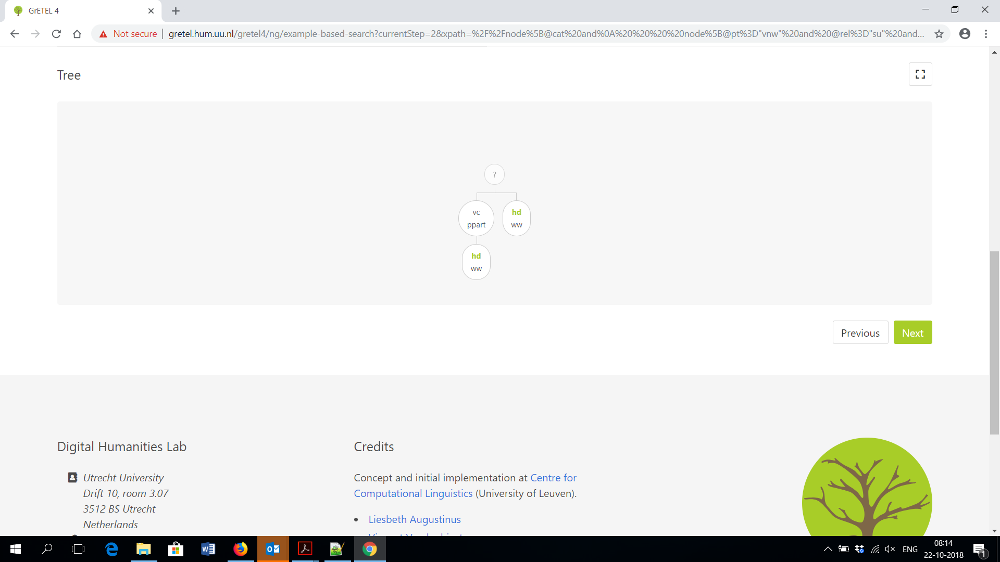 GrETEL 4
Not secure | gretel.hum.uu.nl/gretel4/ng/example-based-search?currentStep=2&xpath=%2F%2Fnode%5B@cat%20and%0A%20%20%20%20node%5B@pt%3D"vnw"%20and%20@rel%3D"su"%20and...
Tree
?
vc
ppart
hd
ww
hd
ww
Previous
Next
Digital Humanities Lab
Utrecht University
Drift 10, room 3.07
3512 BS Utrecht
Netherlands
Credits
Concept and initial implementation at Centre for
Computational Linguistics (University of Leuven).
• Liesbeth Augustinus
ENG
08:14
22-10-2018
1